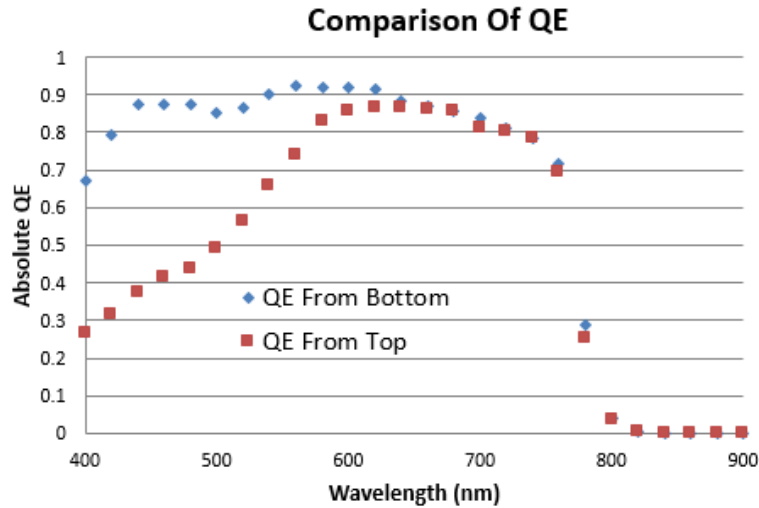 Comparison Of QE
1
0.9
0.8
0.7
0.6
0.5
0.4
0.3
0.2
0.1
0
Absolute QE
QE From Bottom
QE From Top
400 500 600 700 800 900
Wavelength (nm)